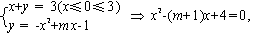 {x+y = 3(x≤0≤3)
y = -x²+mx-1 ⇒ x²-(m+1)x+4=0,